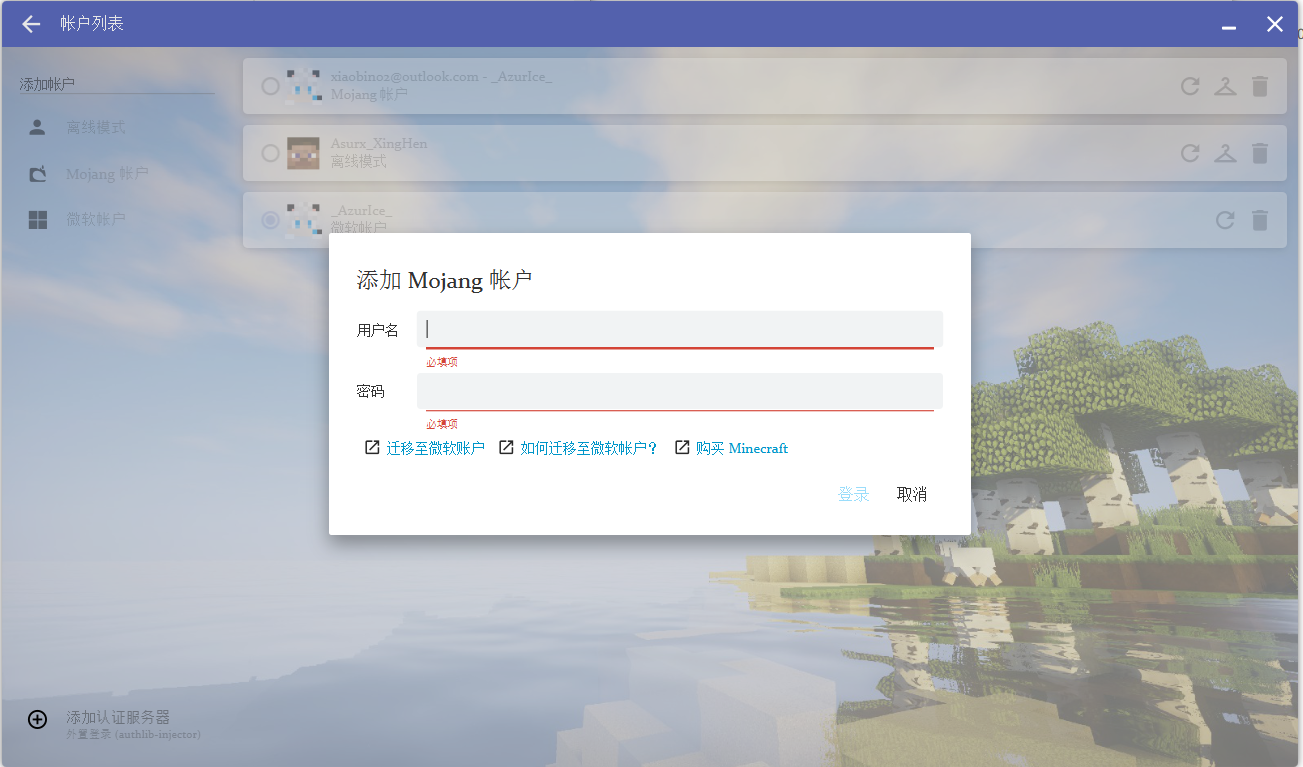 帐户列表
添加帐户
离线模式
Mojang 帐户
微软帐户
xiaobin02@outlook.com - _AzurIce_
Mojang 帐户
Asurx_XingHen
离线模式
_AzurIce_
微软帐户
添加 Mojang 帐户
用户名
必填项
密码
必填项
迁移至微软账户 如何迁移至微软帐户？ 购买 Minecraft
登录 取消
添加认证服务器
外置登录 (authlib-injector)